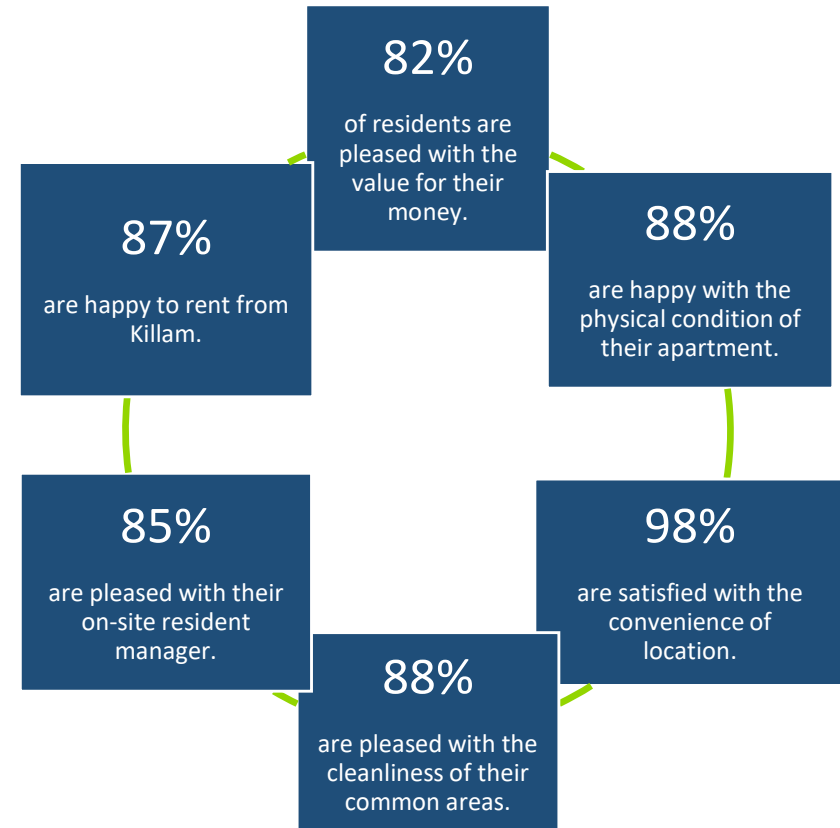 82%
of residents are
pleased with the
value for their
money.
88%
are happy with the
physical condition of
their apartment.
98%
are satisfied with the
convenience of
location.
88%
are pleased with the
cleanliness of their
common areas.
85%
are pleased with their
on-site resident
manager.
87%
are happy to rent from
Killam.